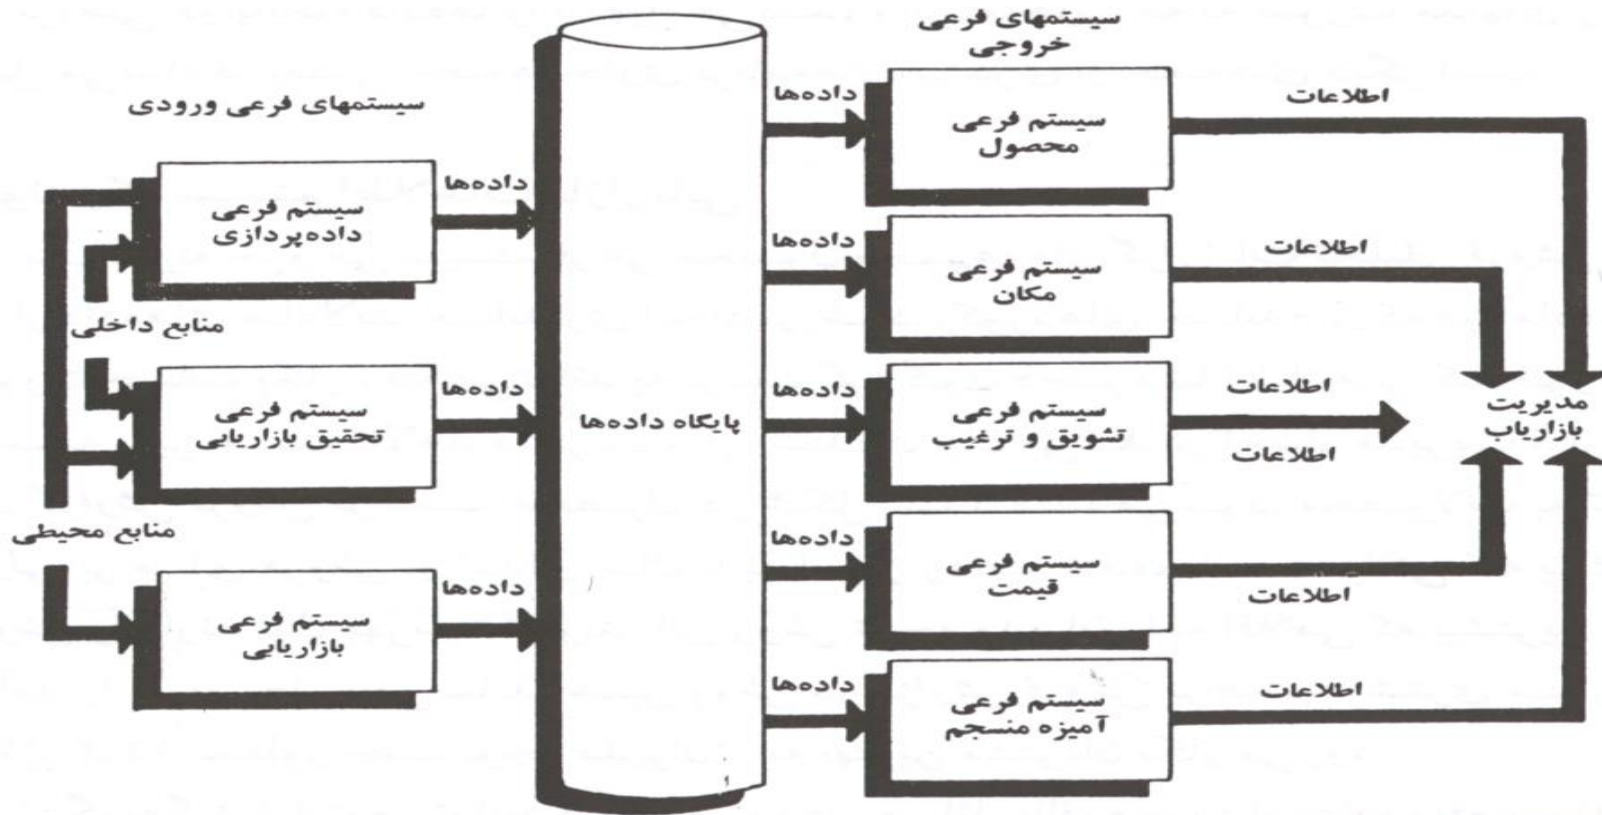 سیستمهای فرعی
خروجی
سیستمهای فرعی ورودی
داده‌ها
سیستم فرعی
محصول
اطلاعات
داده‌ها
سیستم فرعی
داده‌پردازی
داده‌ها
سیستم فرعی
مکان
اطلاعات
منابع داخلی
داده‌ها
سیستم فرعی
تحقیق بازاریابی
پایگاه داده‌ها
داده‌ها
سیستم فرعی
تشویق و ترغیب
اطلاعات
اطلاعات
مدیریت
بازاریاب
منابع محیطی
داده‌ها
سیستم فرعی
قیمت
اطلاعات
داده‌ها
سیستم فرعی
بازاریابی
داده‌ها
سیستم فرعی
آمیزه منسجم
اطلاعات